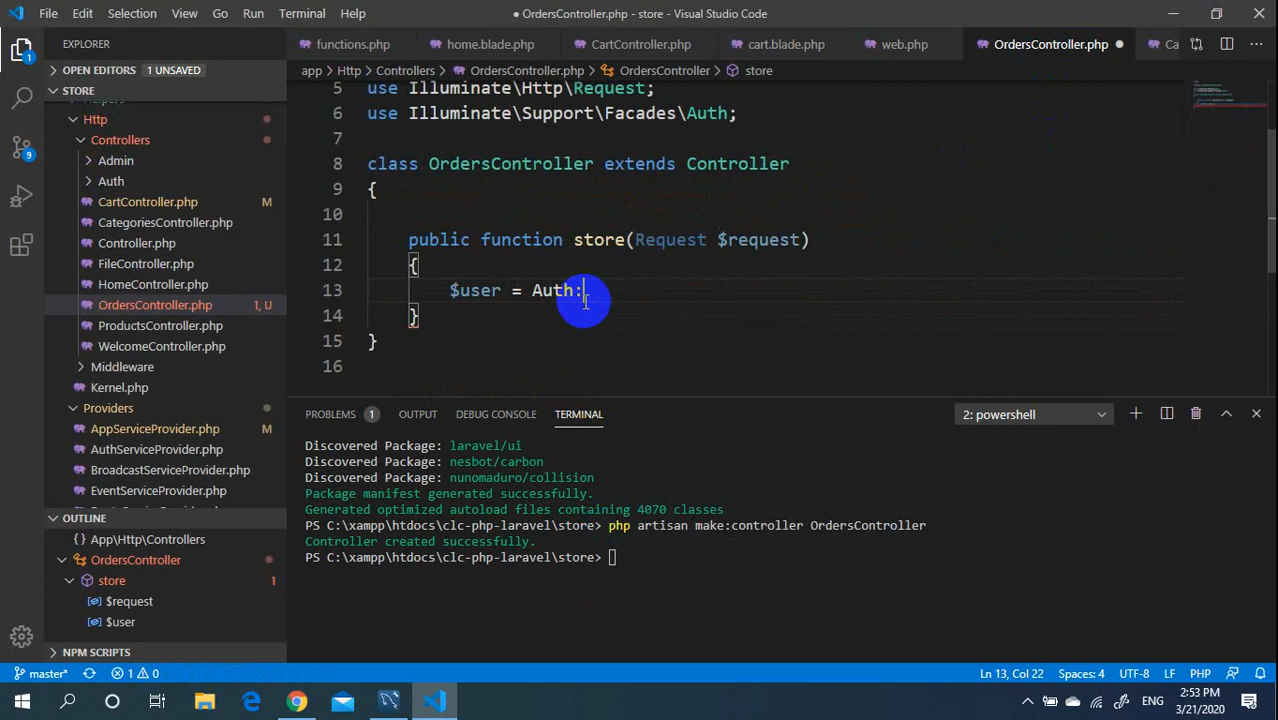 File Edit Selection View Go Run Terminal Help
● OrdersController.php - store - Visual Studio Code
EXPLORER
OPEN EDITORS 1 UNSAVED
STORE
Helpers
Http
Controllers
Admin
Auth
CartController.php M
CategoriesController.php
Controller.php
FileController.php
HomeController.php
OrdersController.php 1, U
ProductsController.php
WelcomeController.php
Middleware
Kernel.php
Providers
AppServiceProvider.php M
AuthServiceProvider.php
BroadcastServiceProvider.php
EventServiceProvider.php
OUTLINE
{} App\Http\Controllers
OrdersController
store 1
$request
$user
NPM SCRIPTS
1
9
functions.php home.blade.php CartController.php cart.blade.php web.php OrdersController.php ● Ca
app > Http > Controllers > OrdersController.php > OrdersController > store
5 use Illuminate\Http\Request;
6 use Illuminate\Support\Facades\Auth;
7
8 class OrdersController extends Controller
9 {
10
11 public function store(Request $request)
12 {
13 $user = Auth:
14 }
15 }
16
PROBLEMS 1 OUTPUT DEBUG CONSOLE TERMINAL 2: powershell
Discovered Package: laravel/ui
Discovered Package: nesbot/carbon
Discovered Package: nunomaduro/collision
Package manifest generated successfully.
Generated optimized autoload files containing 4070 classes
PS C:\xampp\htdocs\clc-php-laravel\store> php artisan make:controller OrdersController
Controller created successfully.
PS C:\xampp\htdocs\clc-php-laravel\store>
master* 1 0 Ln 13, Col 22 Spaces: 4 UTF-8 LF PHP
ENG
2:53 PM
3/21/2020